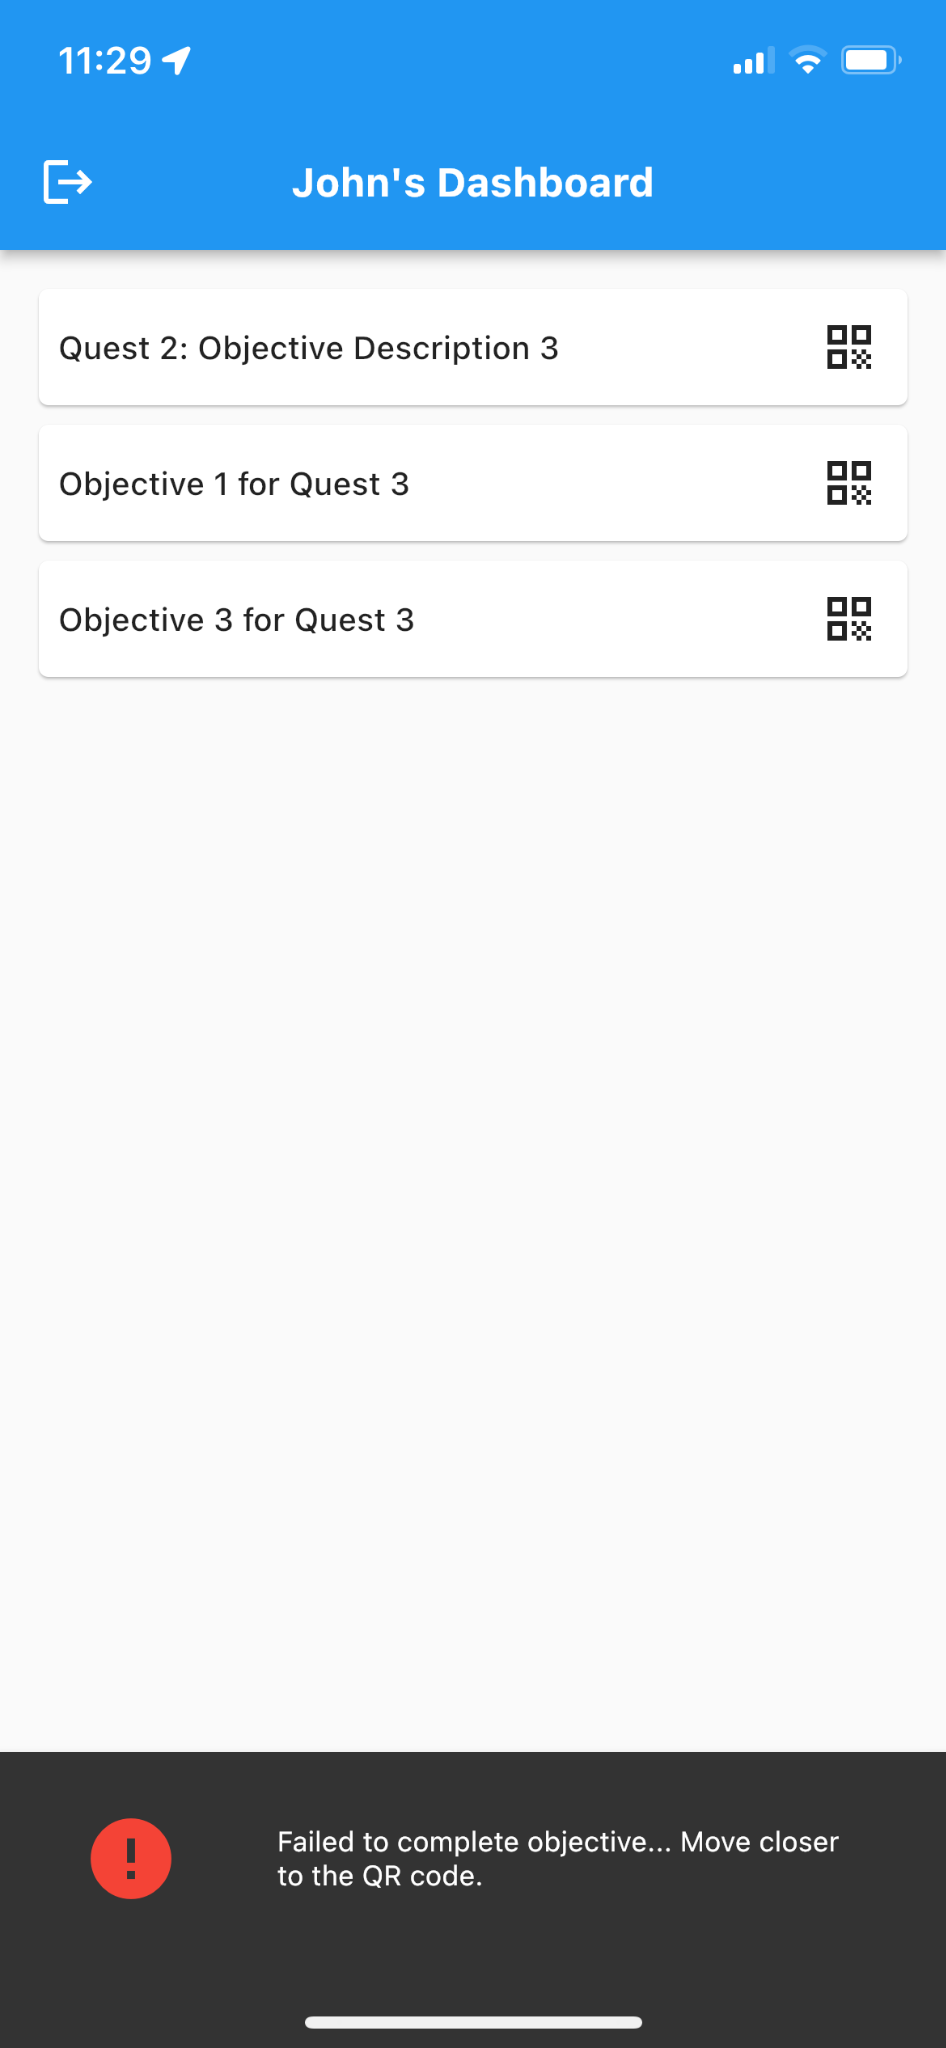 11:29
John's Dashboard
Quest 2: Objective Description 3
Objective 1 for Quest 3
Objective 3 for Quest 3
Failed to complete objective... Move closer
to the QR code.